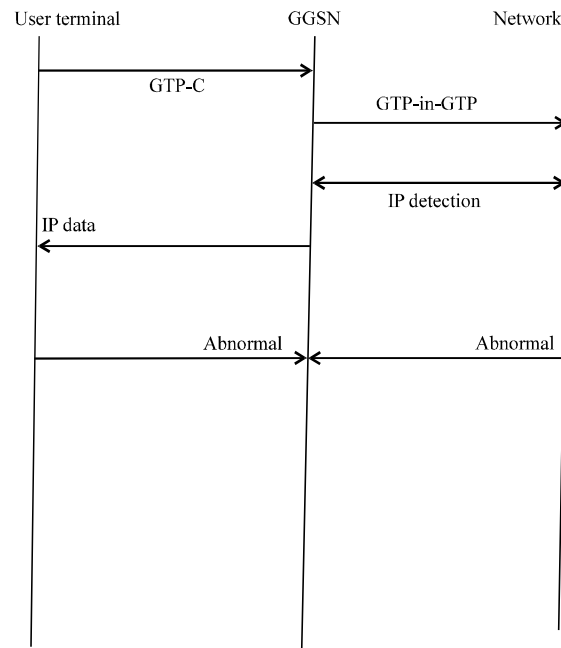 User terminal GGSN Network
GTP-C
GTP-in-GTP
IP detection
IP data
Abnormal Abnormal